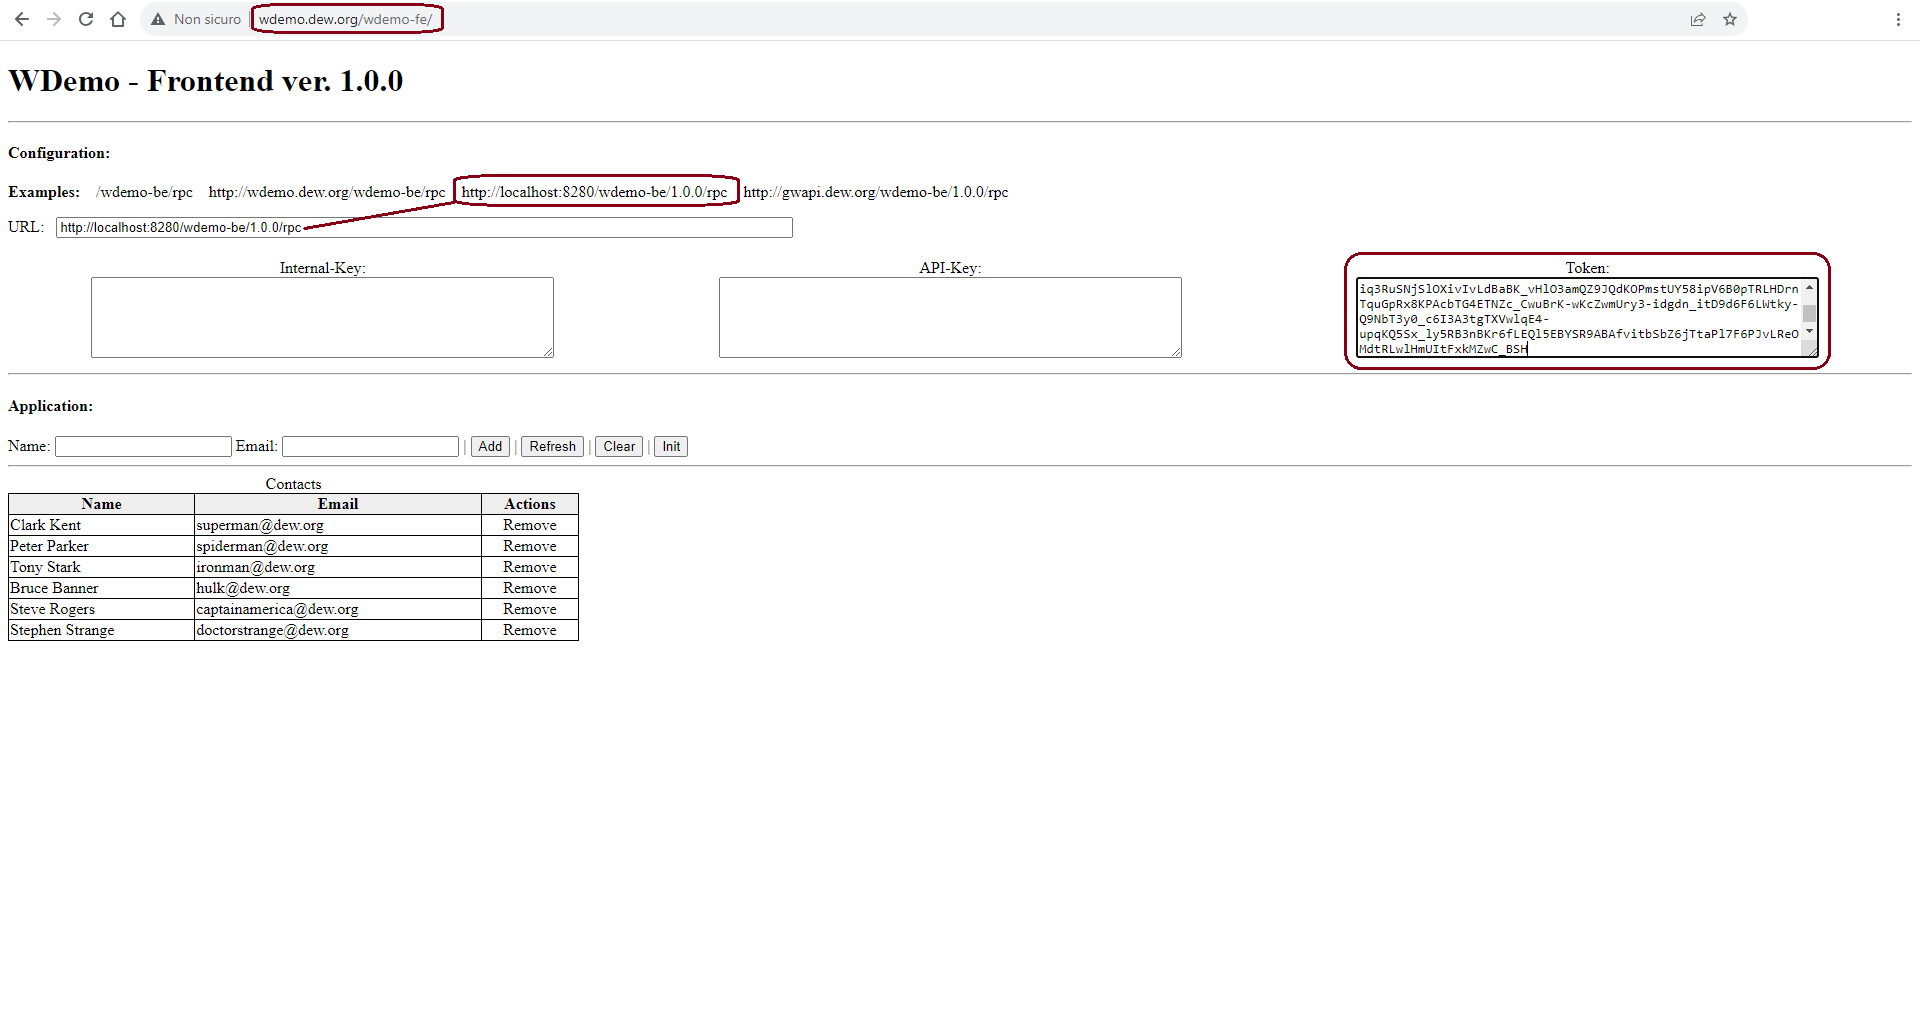 Non sicuro wdemo.dew.org/wdemo-fe/
WDemo - Frontend ver. 1.0.0
Configuration:
Examples: /wdemo-be/rpc http://wdemo.dew.org/wdemo-be/rpc http://localhost:8280/wdemo-be/1.0.0/rpc http://gwapi.dew.org/wdemo-be/1.0.0/rpc
URL: http://localhost:8280/wdemo-be/1.0.0/rpc
Internal-Key: API-Key: Token:
iq3RuSNjSlOXivIvLdBaBK_vHlO3amQZ9JQdKOPmstUY58ipV6B0pTRLHDrn
TquGpRx8KPAcbTG4ETNZc_CwuBrK-wKcZwmUry3-idgdn_itD9d6F6LWtky-
Q9NbT3y0_c6I3A3tgTXVwlqE4-
upqKQ5Sx_ly5RB3nBKr6fLEQl5EBYSR9ABAfvitbSbZ6jTtaPl7F6PJvLReO
MdtRLwlHmUItFxkMZwC_BSH
Application:
Name: Email: | Add | Refresh | Clear | Init
Contacts
Name Email Actions
Clark Kent superman@dew.org Remove
Peter Parker spiderman@dew.org Remove
Tony Stark ironman@dew.org Remove
Bruce Banner hulk@dew.org Remove
Steve Rogers captainamerica@dew.org Remove
Stephen Strange doctorstrange@dew.org Remove